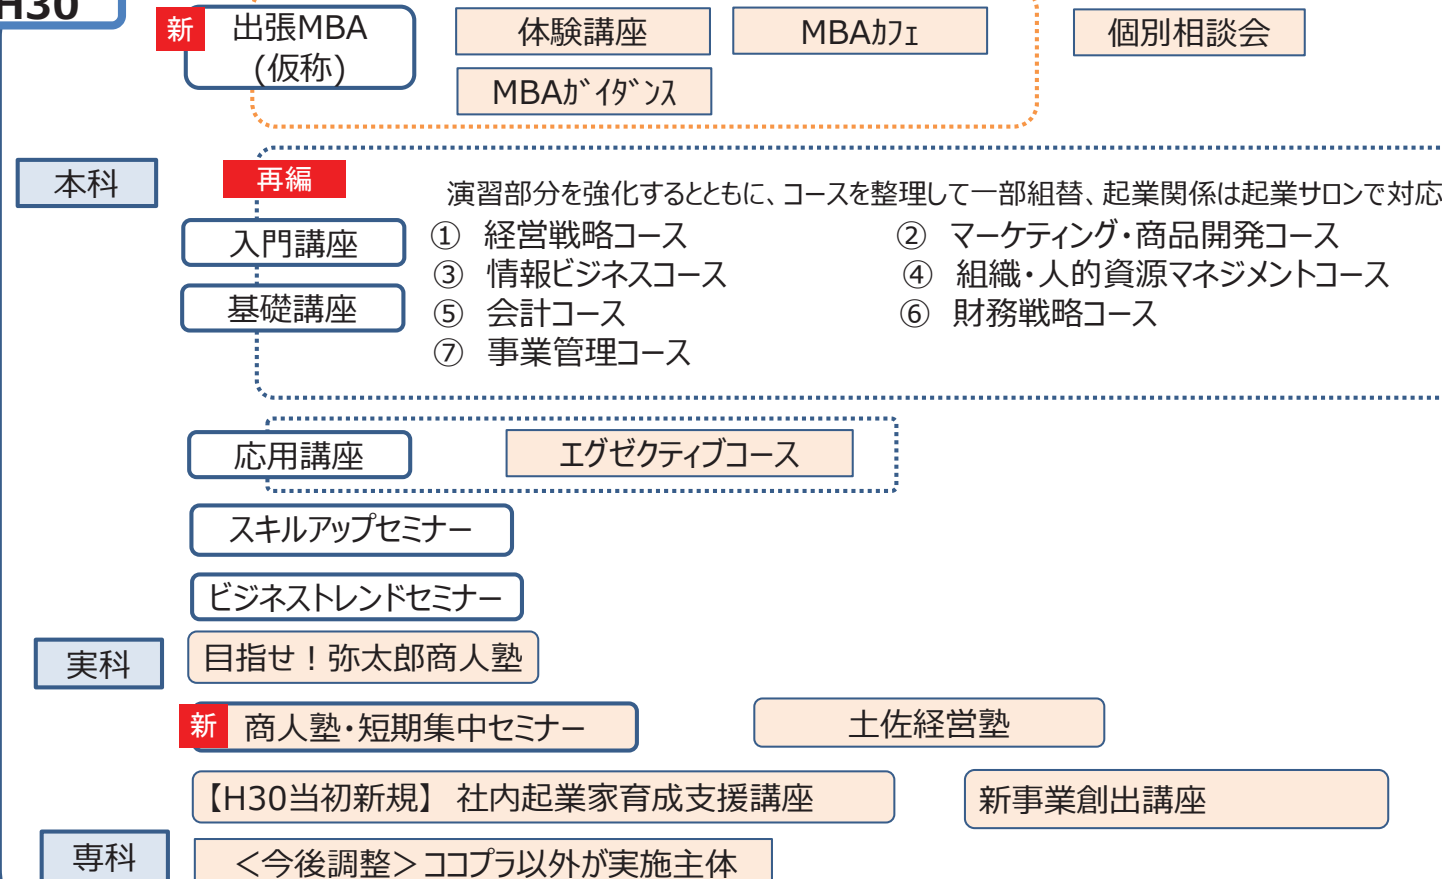 H30
新
出張MBA
(仮称)
体験講座
MBAｶﾌｪ
個別相談会
MBAｶﾞｲﾀﾞﾝｽ
本科
再編
演習部分を強化するとともに、コースを整理して一部組替、起業関係は起業サロンで対応
入門講座
① 経営戦略コース
② マーケティング・商品開発コース
③ 情報ビジネスコース
④ 組織・人的資源マネジメントコース
基礎講座
⑤ 会計コース
⑥ 財務戦略コース
⑦ 事業管理コース
応用講座
エグゼクティブコース
スキルアップセミナー
ビジネストレンドセミナー
実科
目指せ！弥太郎商人塾
新
商人塾・短期集中セミナー
土佐経営塾
【H30当初新規】 社内起業家育成支援講座
新事業創出講座
専科
＜今後調整＞ココプラ以外が実施主体